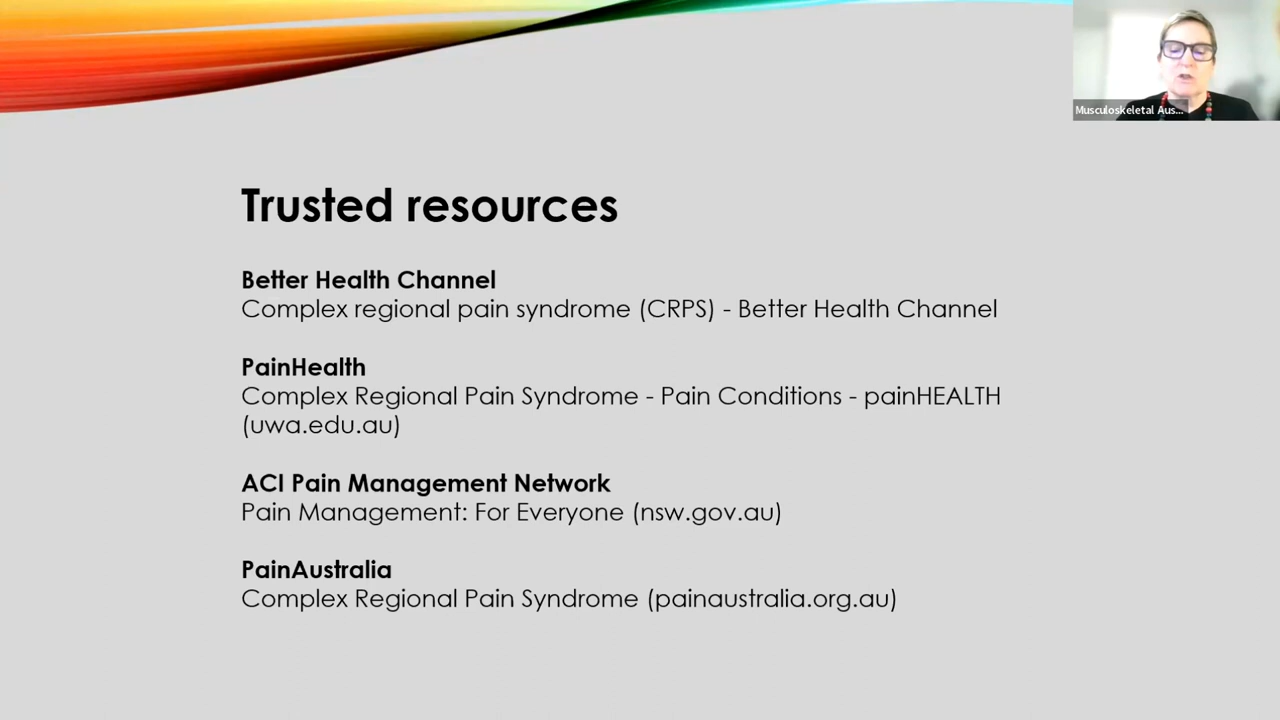 Musculoskeletal Aus...
Trusted resources
Better Health Channel
Complex regional pain syndrome (CRPS) - Better Health Channel
PainHealth
Complex Regional Pain Syndrome - Pain Conditions - painHEALTH
(uwa.edu.au)
ACI Pain Management Network
Pain Management: For Everyone (nsw.gov.au)
PainAustralia
Complex Regional Pain Syndrome (painaustralia.org.au)